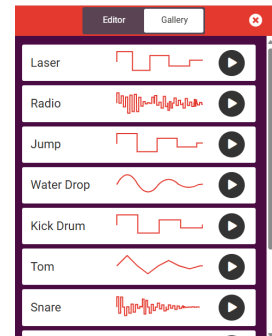 Editor Gallery
Laser
Radio
Jump
Water Drop
Kick Drum
Tom
Snare